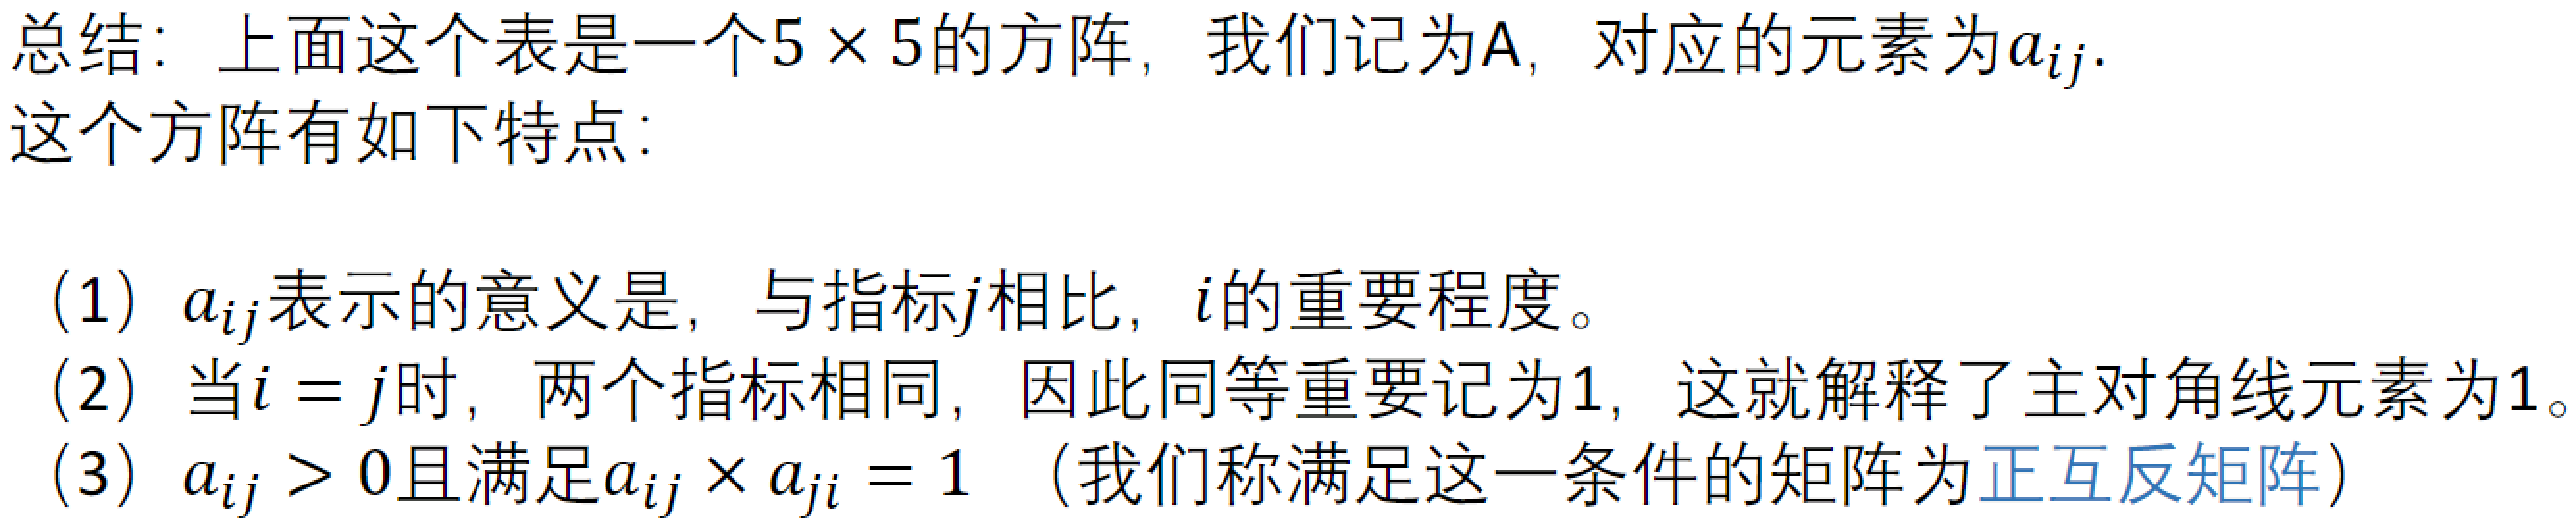 总结：上面这个表是一个5 × 5的方阵，我们记为A，对应的元素为$a_{ij}$.
这个方阵有如下特点：
（1）$a_{ij}$表示的意义是，与指标$j$相比，$i$的重要程度。
（2）当$i = j$时，两个指标相同，因此同等重要记为1，这就解释了主对角线元素为1。
（3）$a_{ij} > 0$且满足$a_{ij} × a_{ji} = 1$ （我们称满足这一条件的矩阵为正互反矩阵）